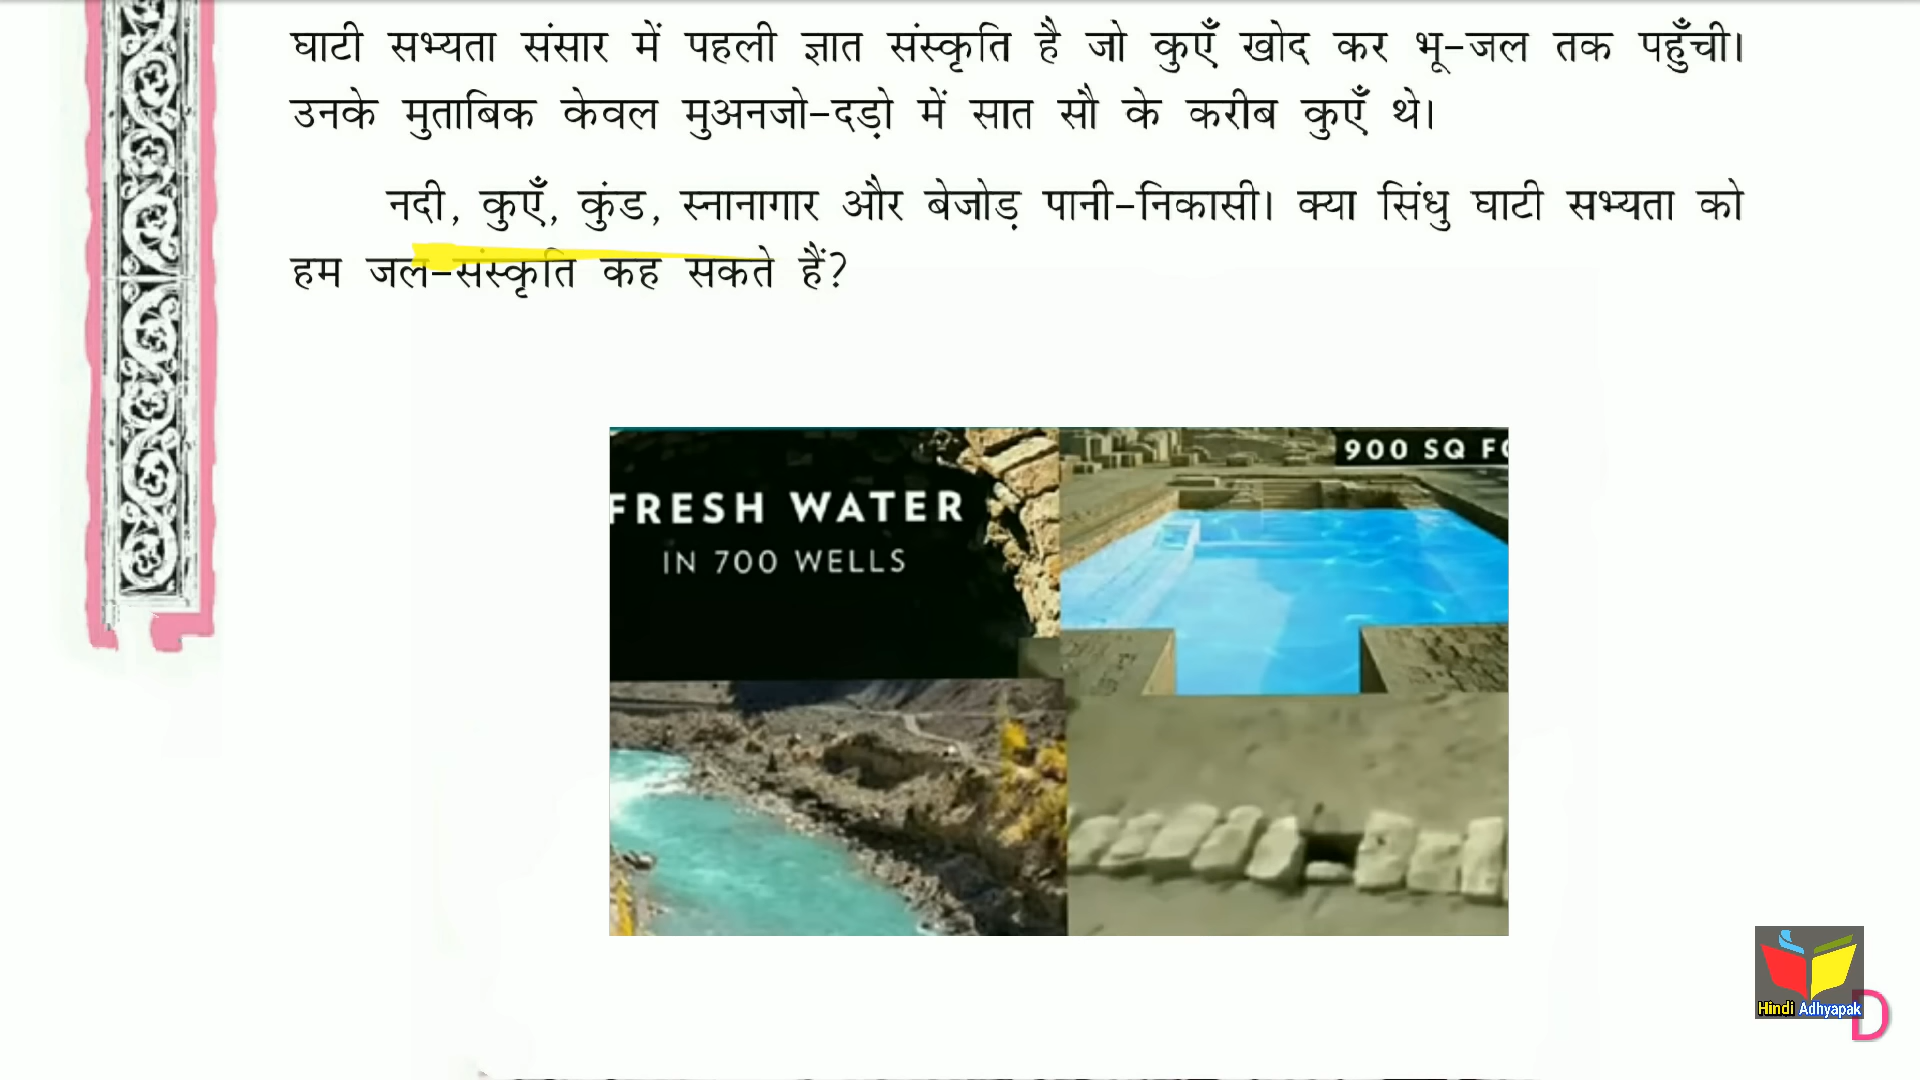 घाटी सभ्यता संसार में पहली ज्ञात संस्कृति है जो कुएँ खोद कर भू-जल तक पहुँची।
उनके मुताबिक केवल मुअनजो-दड़ो में सात सौ के करीब कुएँ थे।
नदी, कुएँ, कुंड, स्नानागार और बेजोड़ पानी-निकासी। क्या सिंधु घाटी सभ्यता को
हम जल-संस्कृति कह सकते हैं?
FRESH WATER
IN 700 WELLS
900 SQ
Hindi Adhyapak
D